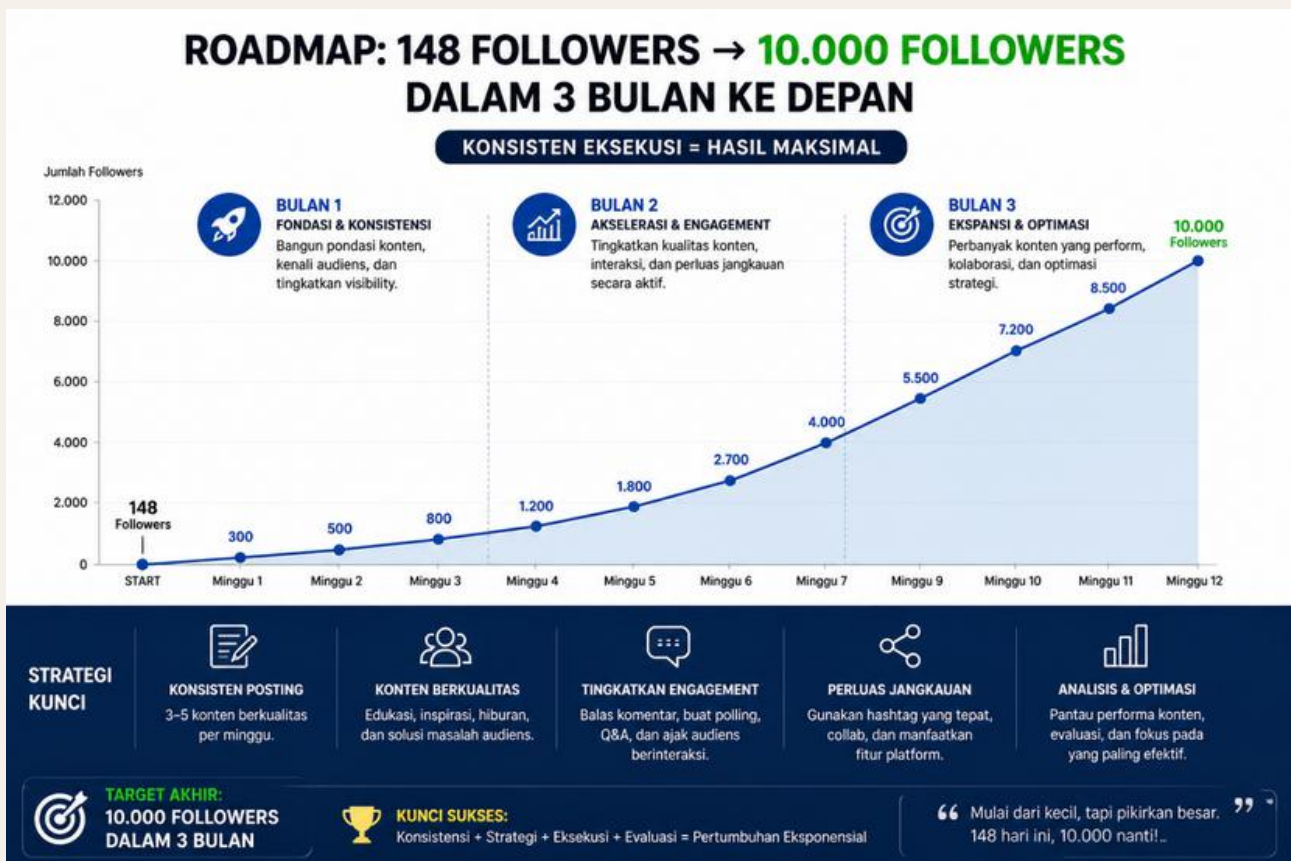 ROADMAP: 148 FOLLOWERS → 10.000 FOLLOWERS
DALAM 3 BULAN KE DEPAN
KONSISTEN EKSEKUSI = HASIL MAKSIMAL
Jumlah Followers
12.000
10.000
8.000
6.000
4.000
2.000
0
BULAN 1
FONDASI & KONSISTENSI
Bangun pondasi konten,
kenali audiens, dan
tingkatkan visibility.
BULAN 2
AKSELERASI & ENGAGEMENT
Tingkatkan kualitas konten,
interaksi, dan perluas jangkauan
secara aktif.
BULAN 3
EKSPANSI & OPTIMASI
Perbanyak konten yang perform,
kolaborasi, dan optimasi
strategi.
148
Followers
300
500
800
1.200
1.800
2.700
4.000
5.500
7.200
8.500
10.000
Followers
START
Minggu 1
Minggu 2
Minggu 3
Minggu 4
Minggu 5
Minggu 6
Minggu 7
Minggu 9
Minggu 10
Minggu 11
Minggu 12
STRATEGI
KUNCI
KONSISTEN POSTING
3–5 konten berkualitas
per minggu.
KONTEN BERKUALITAS
Edukasi, inspirasi, hiburan,
dan solusi masalah audiens.
TINGKATKAN ENGAGEMENT
Balas komentar, buat polling,
Q&A, dan ajak audiens
berinteraksi.
PERLUAS JANGKAUAN
Gunakan hashtag yang tepat,
collab, dan manfaatkan
fitur platform.
ANALISIS & OPTIMASI
Pantau performa konten,
evaluasi, dan fokus pada
yang paling efektif.
TARGET AKHIR:
10.000 FOLLOWERS
DALAM 3 BULAN
KUNCI SUKSES:
Konsistensi + Strategi + Eksekusi + Evaluasi = Pertumbuhan Eksponensial
“ Mulai dari kecil, tapi pikirkan besar. ”
148 hari ini, 10.000 nanti!..